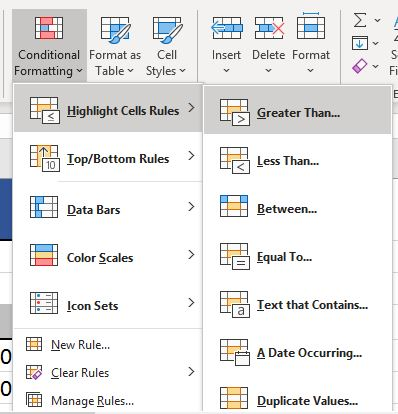 Conditional Format as Cell Insert Delete Format
Formatting Table Styles
Highlight Cells Rules
Top/Bottom Rules
Data Bars
Color Scales
Icon Sets
New Rule...
Clear Rules
Manage Rules...
Greater Than...
Less Than...
Between...
Equal To...
Text that Contains...
A Date Occurring...
Duplicate Values...
10
a
0
0